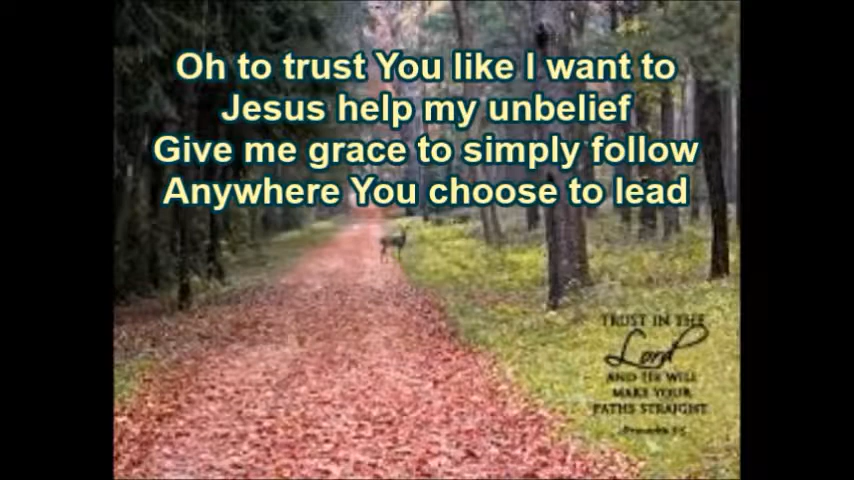 Oh to trust You like I want to
Jesus help my unbelief
Give me grace to simply follow
Anywhere You choose to lead
TRUST IN THE
Lord
AND HE WILL
MAKE YOUR
PATHS STRAIGHT
Proverbs